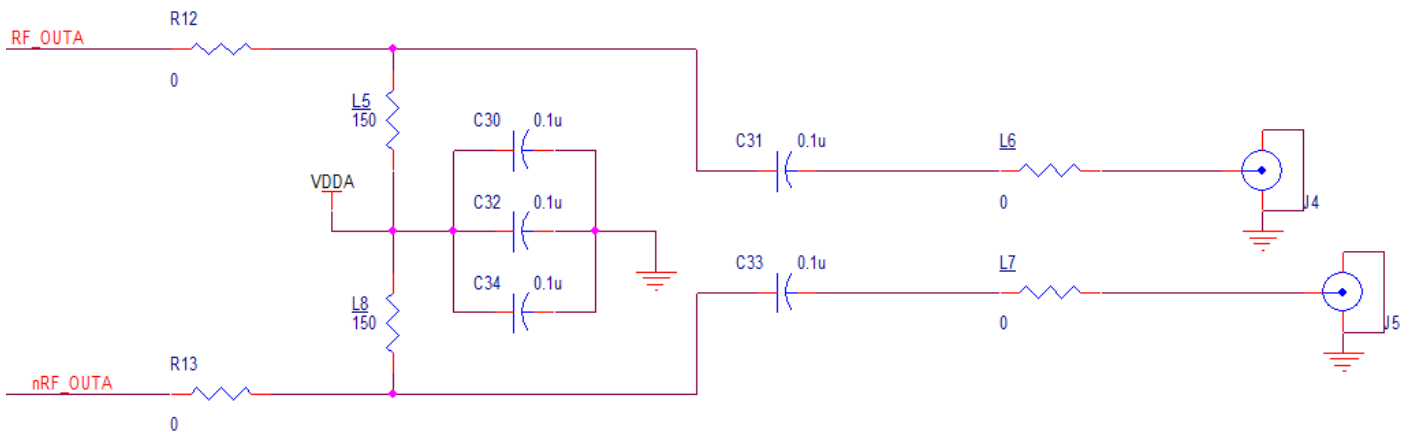 R12
RF_OUTA
0
L5
150
C30 0.1u
C31 0.1u
L6
0
J4
VDDA
C32 0.1u
C33 0.1u
L7
0
J5
C34 0.1u
L8
150
R13
nRF_OUTA
0